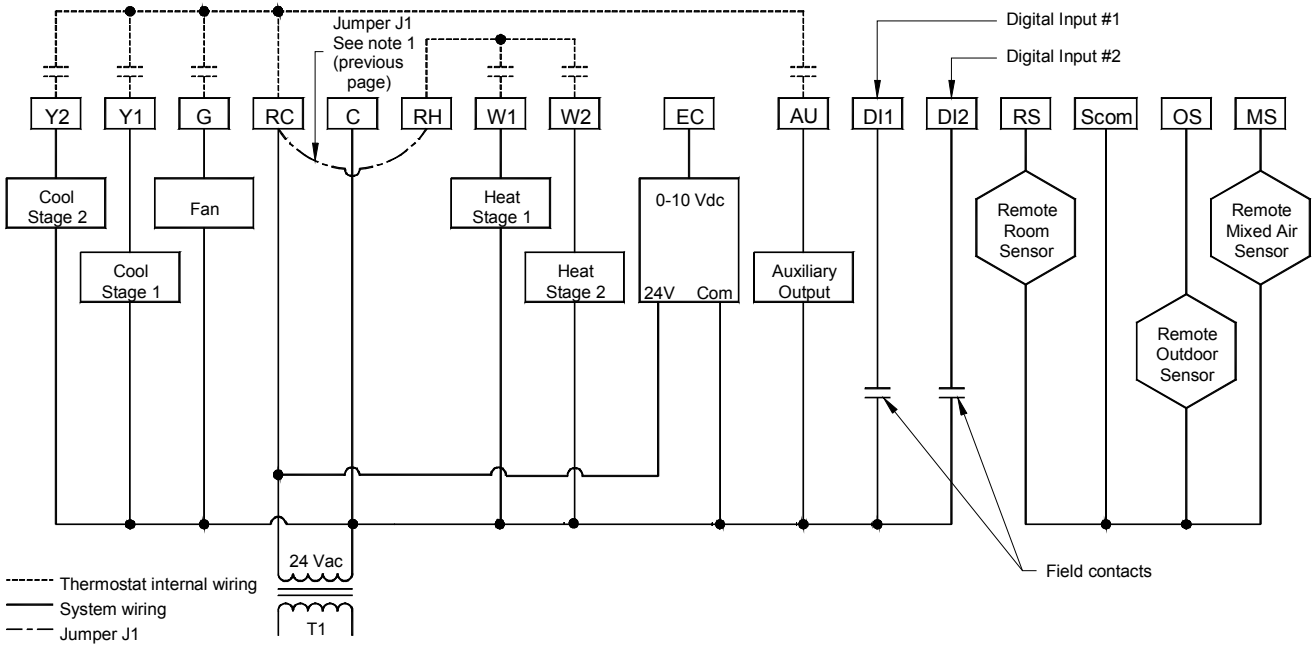 Jumper J1
See note 1
(previous
page)
Digital Input #1
Digital Input #2
Y2
Y1
G
RC
C
RH
W1
W2
EC
AU
DI1
DI2
RS
Scom
OS
MS
Cool
Stage 2
Cool
Stage 1
Fan
Heat
Stage 1
Heat
Stage 2
0-10 Vdc
24V
Com
Auxiliary
Output
Remote
Room
Sensor
Remote
Outdoor
Sensor
Remote
Mixed Air
Sensor
24 Vac
T1
Field contacts
Thermostat internal wiring
System wiring
Jumper J1